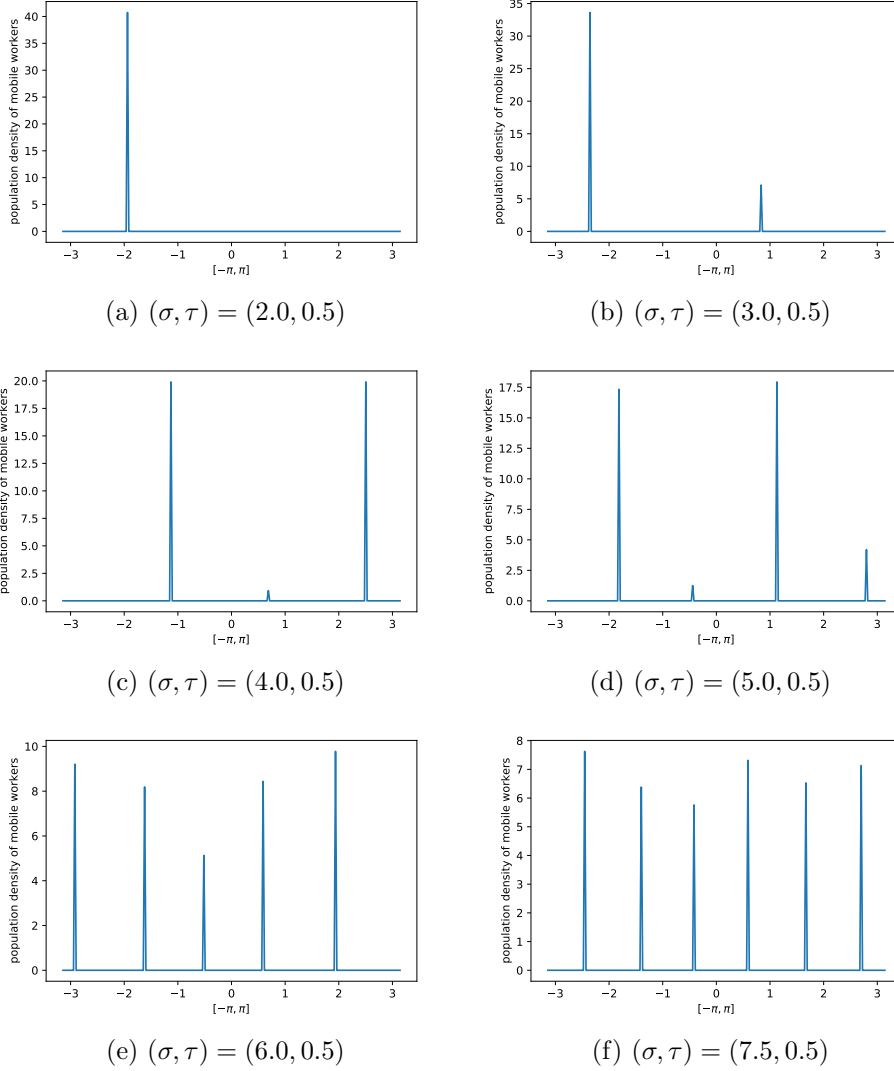 population density of mobile workers
40
35
30
25
20
15
10
5
0
−3 −2 −1 0 1 2 3
[−π, π]
(a) (σ, τ) = (2.0, 0.5)
population density of mobile workers
35
30
25
20
15
10
5
0
−3 −2 −1 0 1 2 3
[−π, π]
(b) (σ, τ) = (3.0, 0.5)
population density of mobile workers
20.0
17.5
15.0
12.5
10.0
7.5
5.0
2.5
0.0
−3 −2 −1 0 1 2 3
[−π, π]
(c) (σ, τ) = (4.0, 0.5)
population density of mobile workers
17.5
15.0
12.5
10.0
7.5
5.0
2.5
0.0
−3 −2 −1 0 1 2 3
[−π, π]
(d) (σ, τ) = (5.0, 0.5)
population density of mobile workers
10
8
6
4
2
0
−3 −2 −1 0 1 2 3
[−π, π]
(e) (σ, τ) = (6.0, 0.5)
population density of mobile workers
8
7
6
5
4
3
2
1
0
−3 −2 −1 0 1 2 3
[−π, π]
(f) (σ, τ) = (7.5, 0.5)